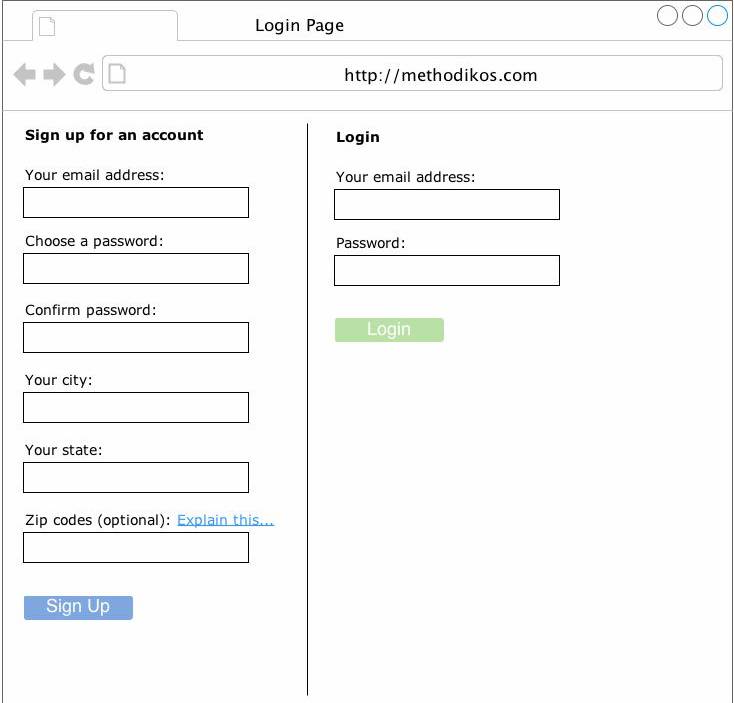 Login Page
http://methodikos.com
Sign up for an account
Your email address:
Choose a password:
Confirm password:
Your city:
Your state:
Zip codes (optional): Explain this...
Sign Up
Login
Your email address:
Password:
Login